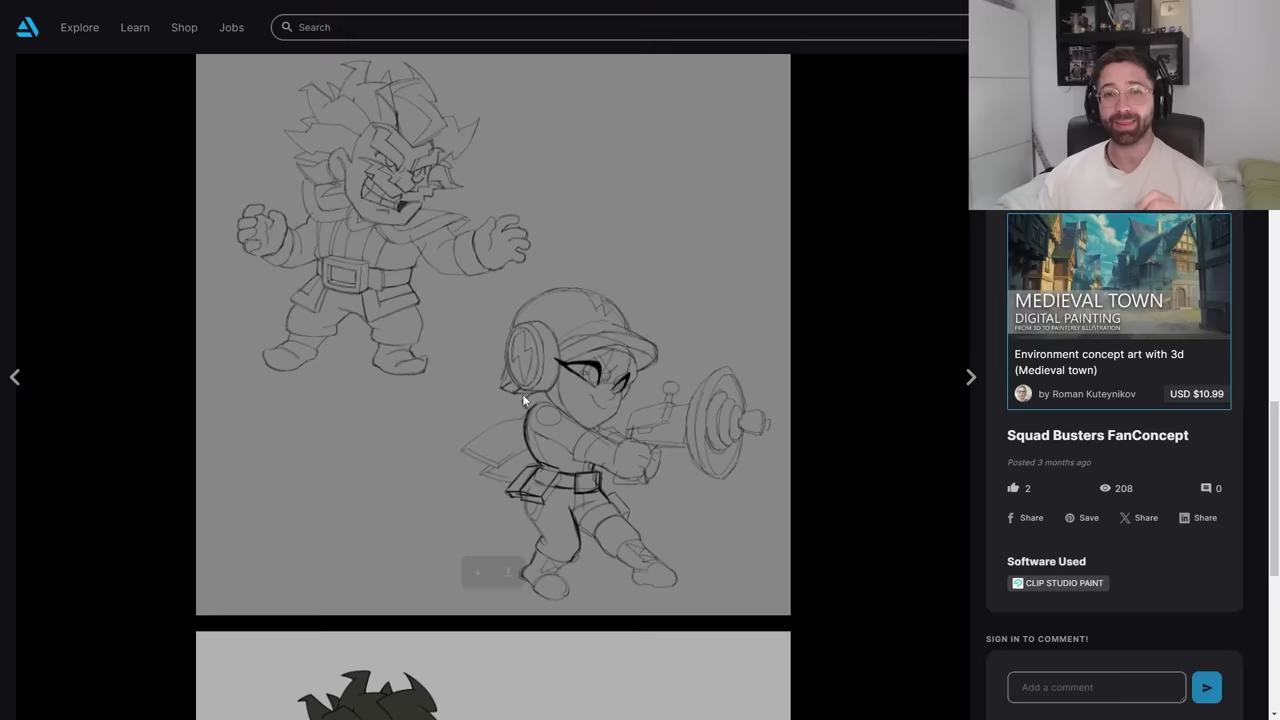 Explore
Learn
Shop
Jobs
Search
MEDIEVAL TOWN
DIGITAL PAINTING
FROM 3D TO PAINTERLY ILLUSTRATION
Environment concept art with 3d
(Medieval town)
by Roman Kuteynikov
USD $10.99
Squad Busters FanConcept
Posted 3 months ago
2
208
0
Share
Save
Share
Share
Software Used
CLIP STUDIO PAINT
SIGN IN TO COMMENT!
Add a comment